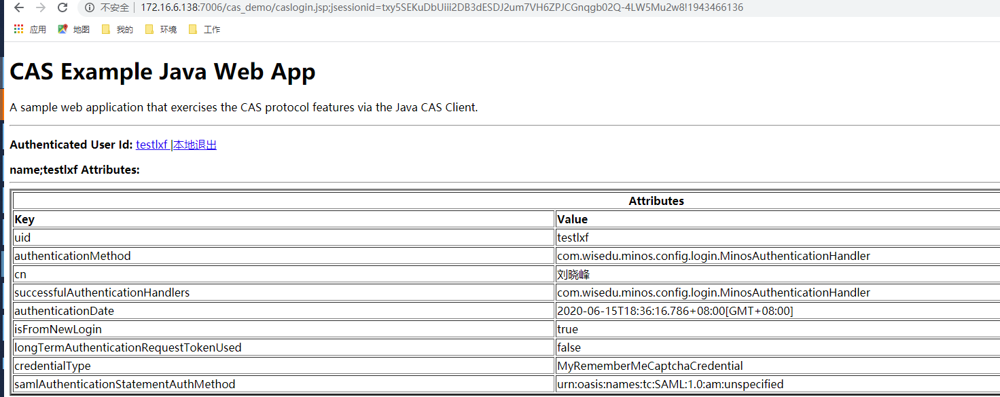 不安全 172.16.6.138:7006/cas_demo/caslogin.jsp;jsessionid=txy5SEKuDbUiii2DB3dESDJ2um7VH6ZPJCGnqgb02Q-4LW5Mu2w8!1943466136
应用 地图 我的 环境 工作
CAS Example Java Web App
A sample web application that exercises the CAS protocol features via the Java CAS Client.
Authenticated User Id: testlxf |本地退出
name;testlxf Attributes:
Attributes
Key Value
uid testlxf
authenticationMethod com.wisedu.minos.config.login.MinosAuthenticationHandler
cn 刘晓峰
successfulAuthenticationHandlers com.wisedu.minos.config.login.MinosAuthenticationHandler
authenticationDate 2020-06-15T18:36:16.786+08:00[GMT+08:00]
isFromNewLogin true
longTermAuthenticationRequestTokenUsed false
credentialType MyRememberMeCaptchaCredential
samlAuthenticationStatementAuthMethod urn:oasis:names:tc:SAML:1.0:am:unspecified